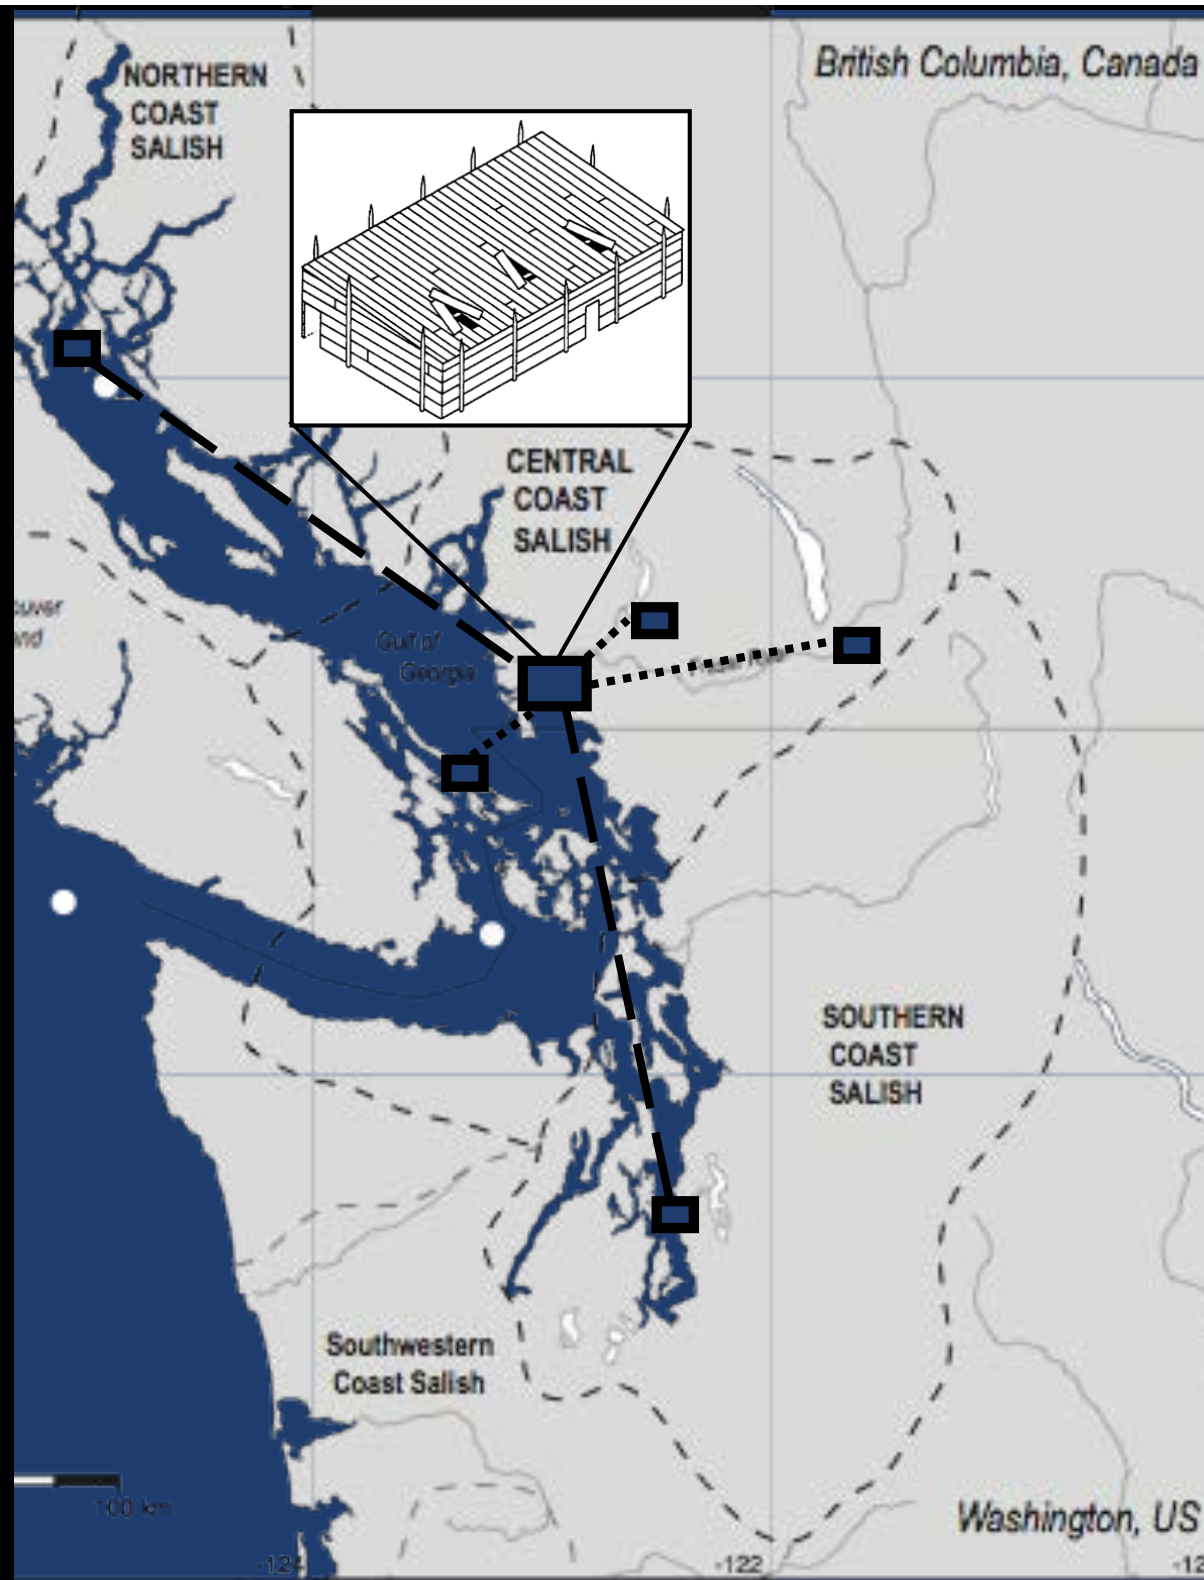 British Columbia, Canada
NORTHERN
COAST
SALISH
CENTRAL
COAST
SALISH
Gulf of
Georgia
SOUTHERN
COAST
SALISH
Southwestern
Coast Salish
100 km
Washington, US
-124
-122